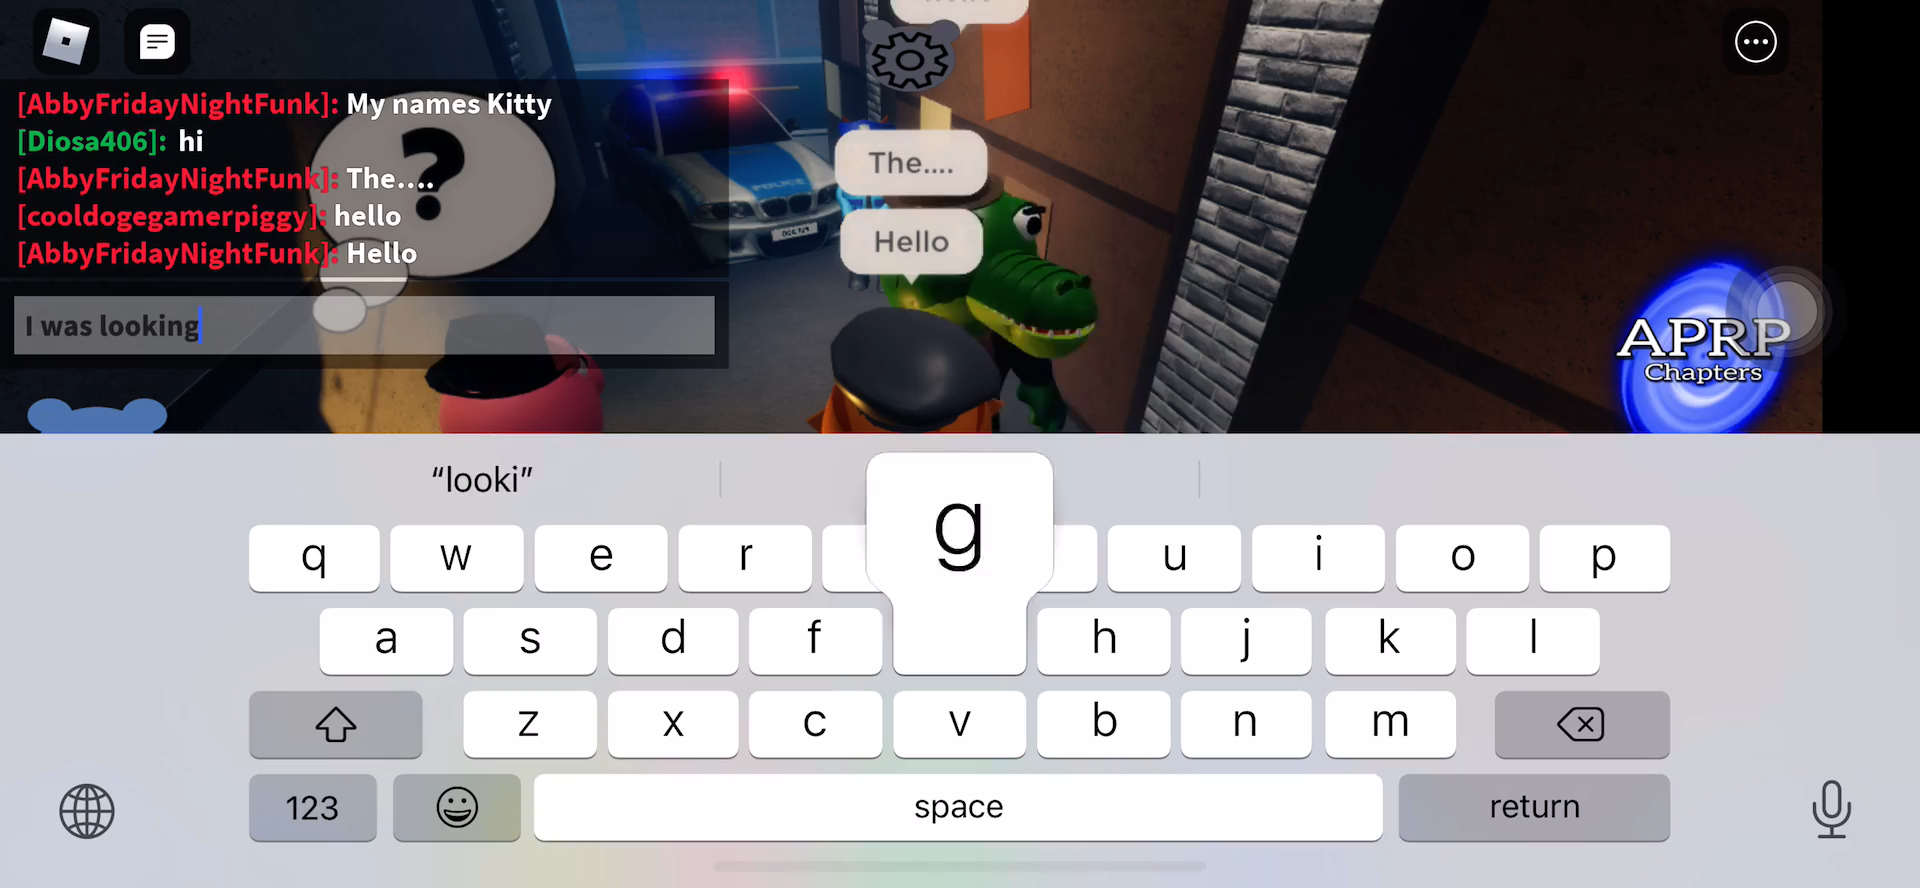 [AbbyFridayNightFunk]: My names Kitty
[Diosa406]: hi
[AbbyFridayNightFunk]: The....
[cooldogegamerpiggy]: hello
[AbbyFridayNightFunk]: Hello
I was looking
?
The....
Hello
POLICE
APRP
Chapters
“looki”
g
q w e r u i o p
a s d f h j k l
z x c v b n m
123 space return